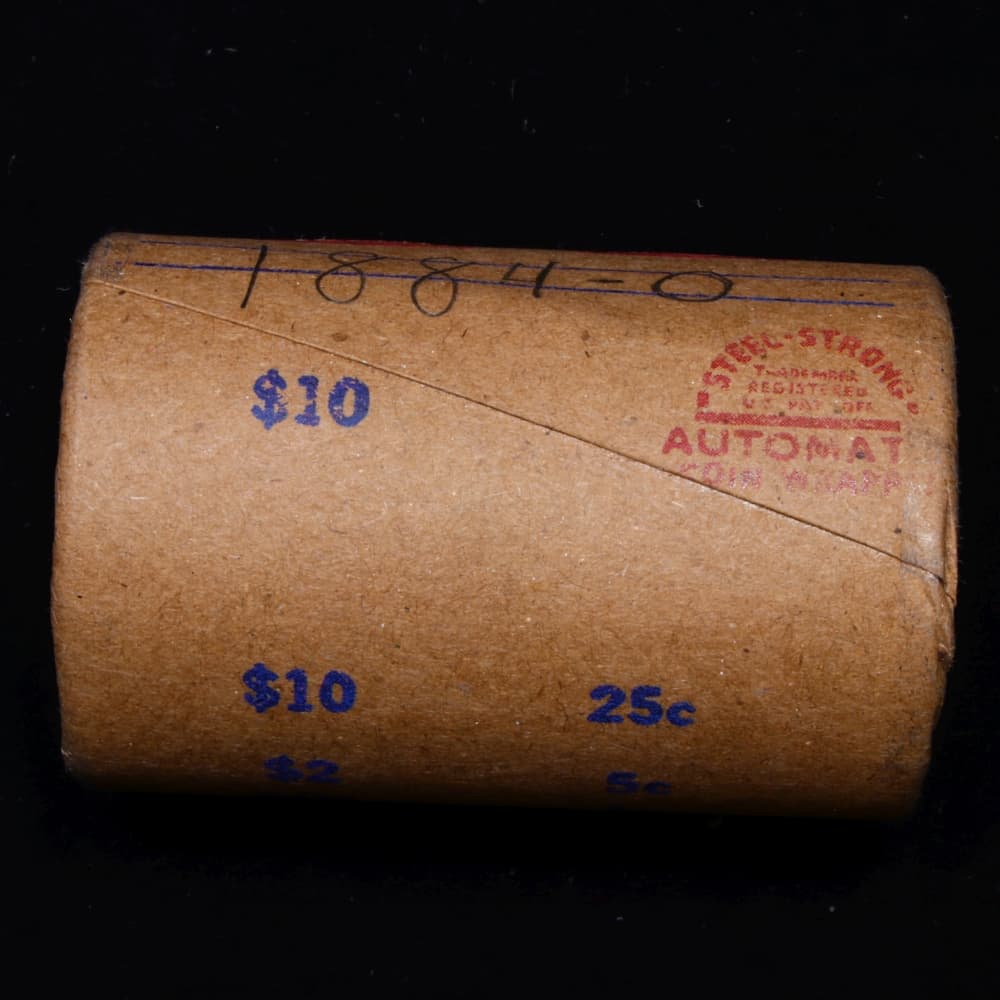 1884-O
$10
"STEEL-STRONG"
TRADEMARK
REGISTERED
U.S. PAT. OFF.
AUTOMAT
COIN WRAPP
$10 25c
$2 5c